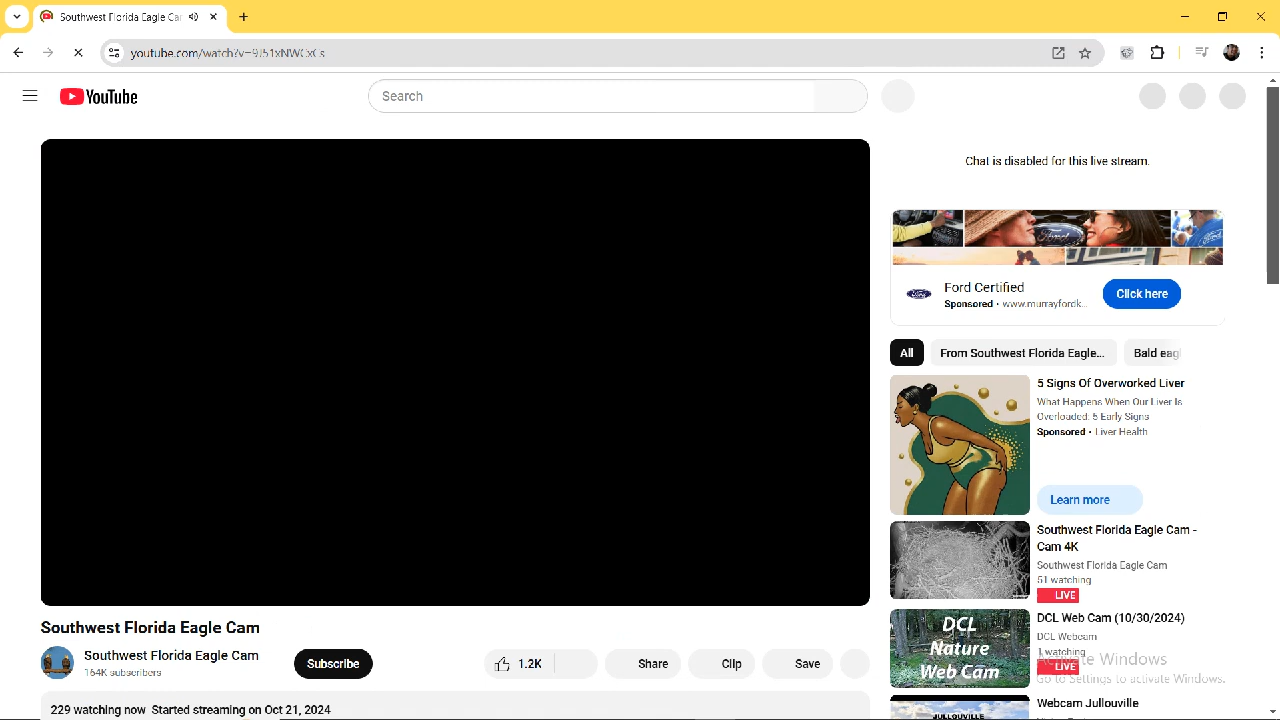 Southwest Florida Eagle Ca
youtube.com/watch?v=9J51xNWCxCs
YouTube
Search
Chat is disabled for this live stream.
Ford
Ford Certified
Sponsored • www.murrayfordk...
Click here
All
From Southwest Florida Eagle...
Bald eagl
5 Signs Of Overworked Liver
What Happens When Our Liver Is
Overloaded: 5 Early Signs
Sponsored • Liver Health
Learn more
Southwest Florida Eagle Cam -
Cam 4K
Southwest Florida Eagle Cam
51 watching
LIVE
DCL
Nature
Web Cam
DCL Web Cam (10/30/2024)
DCL Webcam
1 watching
LIVE
Activate Windows
Go to Settings to activate Windows.
JULLOUVILLE
Webcam Jullouville
Southwest Florida Eagle Cam
Southwest Florida Eagle Cam
164K subscribers
Subscribe
1.2K
Share
Clip
Save
229 watching now Started streaming on Oct 21, 2024